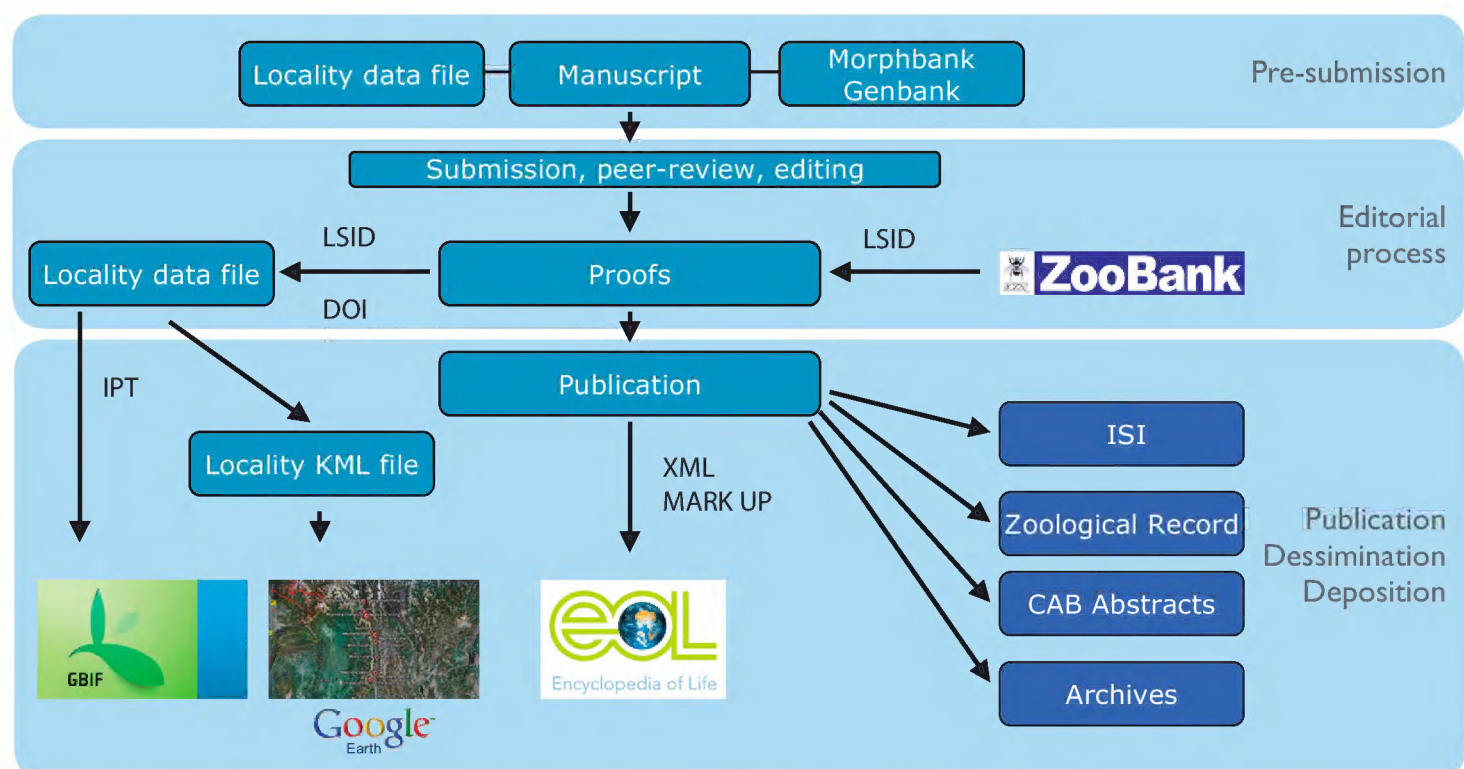 Locality data file
Manuscript
Morphbank
Genbank
Pre-submission
Submission, peer-review, editing
LSID
LSID
Editorial
process
Locality data file
Proofs
ZooBank
DOI
Publication
IPT
ISI
Locality KML file
XML
MARK UP
Zoological Record
Publication
Dessimination
Deposition
CAB Abstracts
GBIF
eOL
Encyclopedia of Life
Archives
Google
Earth